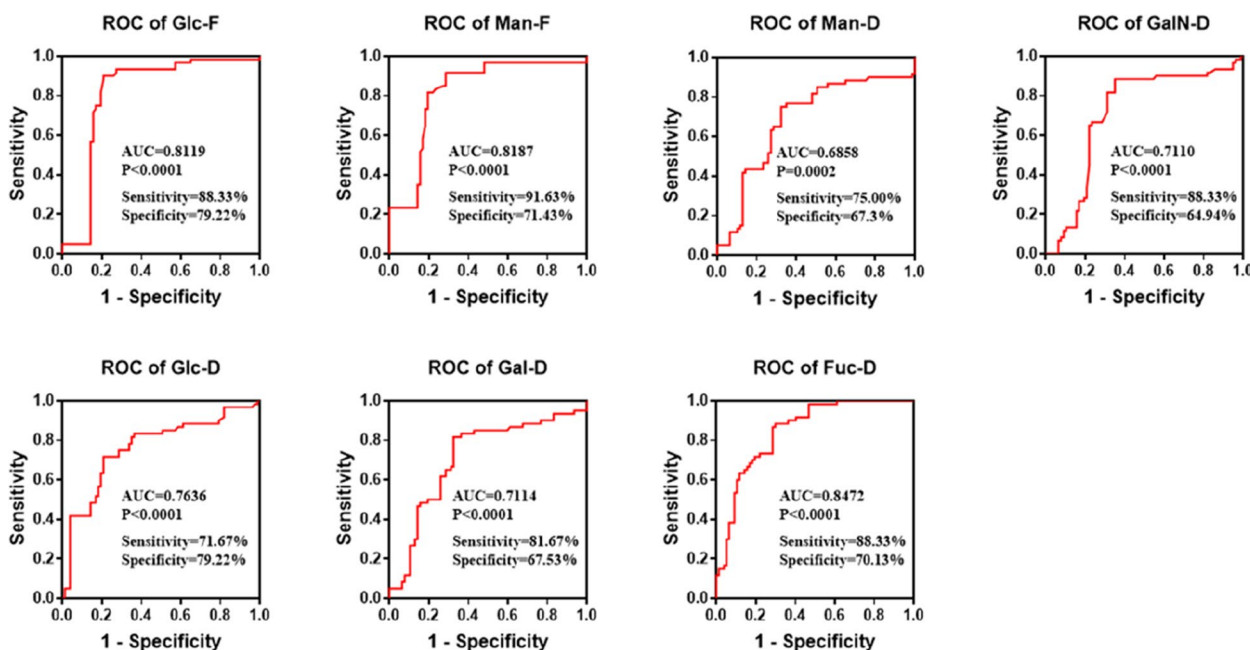 ROC of Glc-F
Sensitivity
1.0
0.8
0.6
0.4
0.2
0.0
AUC=0.8119
P<0.0001
Sensitivity=88.33%
Specificity=79.22%
0.0 0.2 0.4 0.6 0.8 1.0
1 - Specificity
ROC of Man-F
Sensitivity
1.0
0.8
0.6
0.4
0.2
0.0
AUC=0.8187
P<0.0001
Sensitivity=91.63%
Specificity=71.43%
0.0 0.2 0.4 0.6 0.8 1.0
1 - Specificity
ROC of Man-D
Sensitivity
1.0
0.8
0.6
0.4
0.2
0.0
AUC=0.6858
P=0.0002
Sensitivity=75.00%
Specificity=67.3%
0.0 0.2 0.4 0.6 0.8 1.0
1 - Specificity
ROC of GalN-D
Sensitivity
1.0
0.8
0.6
0.4
0.2
0.0
AUC=0.7110
P<0.0001
Sensitivity=88.33%
Specificity=64.94%
0.0 0.2 0.4 0.6 0.8 1.0
1 - Specificity
ROC of Glc-D
Sensitivity
1.0
0.8
0.6
0.4
0.2
0.0
AUC=0.7636
P<0.0001
Sensitivity=71.67%
Specificity=79.22%
0.0 0.2 0.4 0.6 0.8 1.0
1 - Specificity
ROC of Gal-D
Sensitivity
1.0
0.8
0.6
0.4
0.2
0.0
AUC=0.7114
P<0.0001
Sensitivity=81.67%
Specificity=67.53%
0.0 0.2 0.4 0.6 0.8 1.0
1 - Specificity
ROC of Fuc-D
Sensitivity
1.0
0.8
0.6
0.4
0.2
0.0
AUC=0.8472
P<0.0001
Sensitivity=88.33%
Specificity=70.13%
0.0 0.2 0.4 0.6 0.8 1.0
1 - Specificity